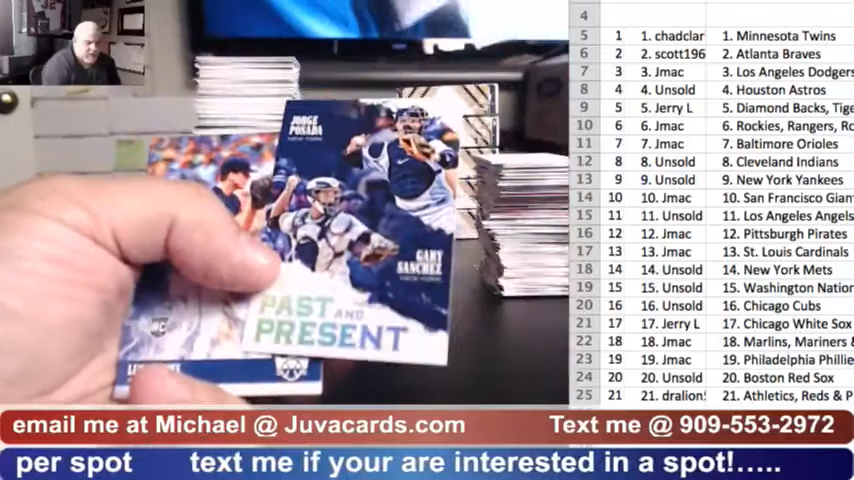 4
5 1 1. chadclar 1. Minnesota Twins
6 2 2. scott196 2. Atlanta Braves
7 3 3. Jmac 3. Los Angeles Dodgers
8 4 4. Unsold 4. Houston Astros
9 5 5. Jerry L 5. Diamond Backs, Tige
10 6 6. Jmac 6. Rockies, Rangers, Ro
11 7 7. Jmac 7. Baltimore Orioles
12 8 8. Unsold 8. Cleveland Indians
13 9 9. Unsold 9. New York Yankees
14 10 10. Jmac 10. San Francisco Giant
15 11 11. Unsold 11. Los Angeles Angels
16 12 12. Jmac 12. Pittsburgh Pirates
17 13 13. Jmac 13. St. Louis Cardinals
18 14 14. Unsold 14. New York Mets
19 15 15. Unsold 15. Washington Nation
20 16 16. Unsold 16. Chicago Cubs
21 17 17. Jerry L 17. Chicago White Sox
22 18 18. Jmac 18. Marlins, Mariners &
23 19 19. Jmac 19. Philadelphia Phillie
24 20 20. Unsold 20. Boston Red Sox
25 21 21. dralion! 21. Athletics, Reds & P
JORGE
POSADA
NEW YORK
GARY
SANCHEZ
NEW YORK
PAST AND
PRESENT
RC
email me at Michael @ Juvacards.com Text me @ 909-553-2972
per spot text me if your are interested in a spot!…..